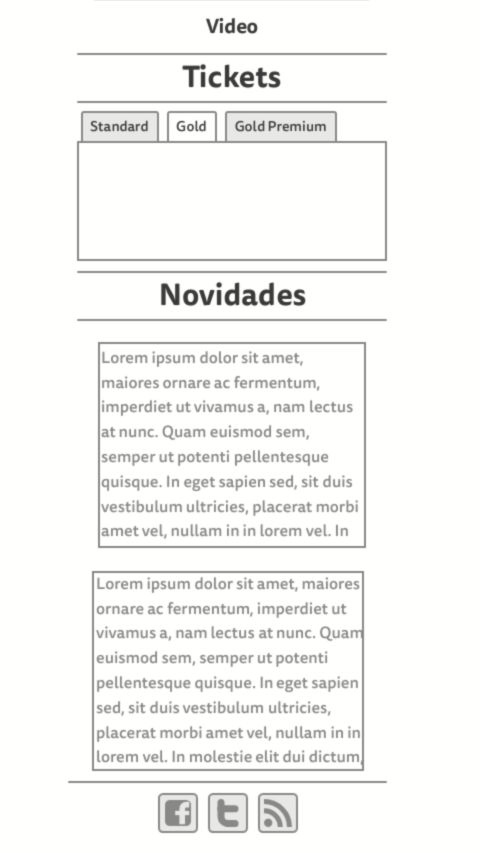 Video
Tickets
Standard Gold Gold Premium
Novidades
Lorem ipsum dolor sit amet,
maiores ornare ac fermentum,
imperdiet ut vivamus a, nam lectus
at nunc. Quam euismod sem,
semper ut potenti pellentesque
quisque. In eget sapien sed, sit duis
vestibulum ultricies, placerat morbi
amet vel, nullam in in lorem vel. In
Lorem ipsum dolor sit amet, maiores
ornare ac fermentum, imperdiet ut
vivamus a, nam lectus at nunc. Quam
euismod sem, semper ut potenti
pellentesque quisque. In eget sapien
sed, sit duis vestibulum ultricies,
placerat morbi amet vel, nullam in in
lorem vel. In molestie elit dui dictum,